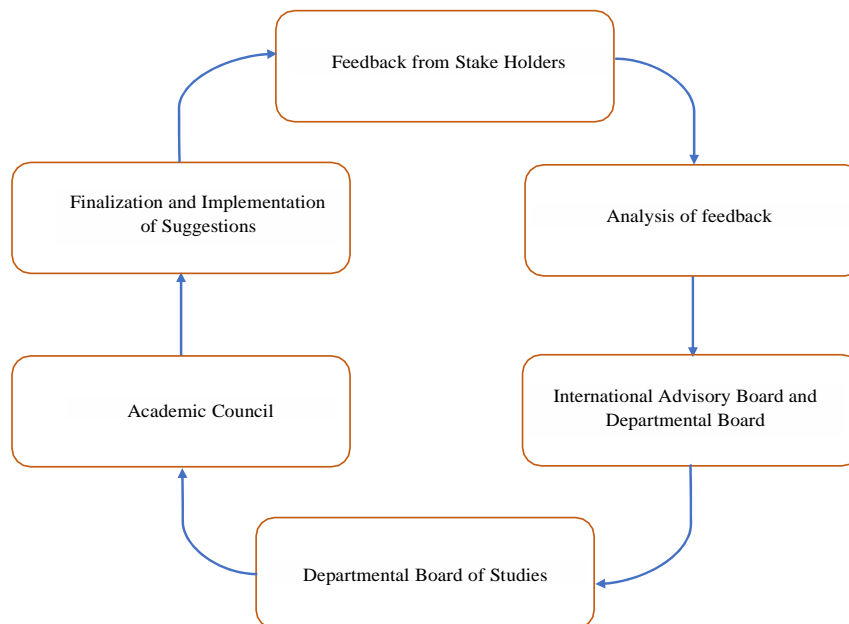 Feedback from Stake Holders
Analysis of feedback
International Advisory Board and
Departmental Board
Departmental Board of Studies
Academic Council
Finalization and Implementation
of Suggestions